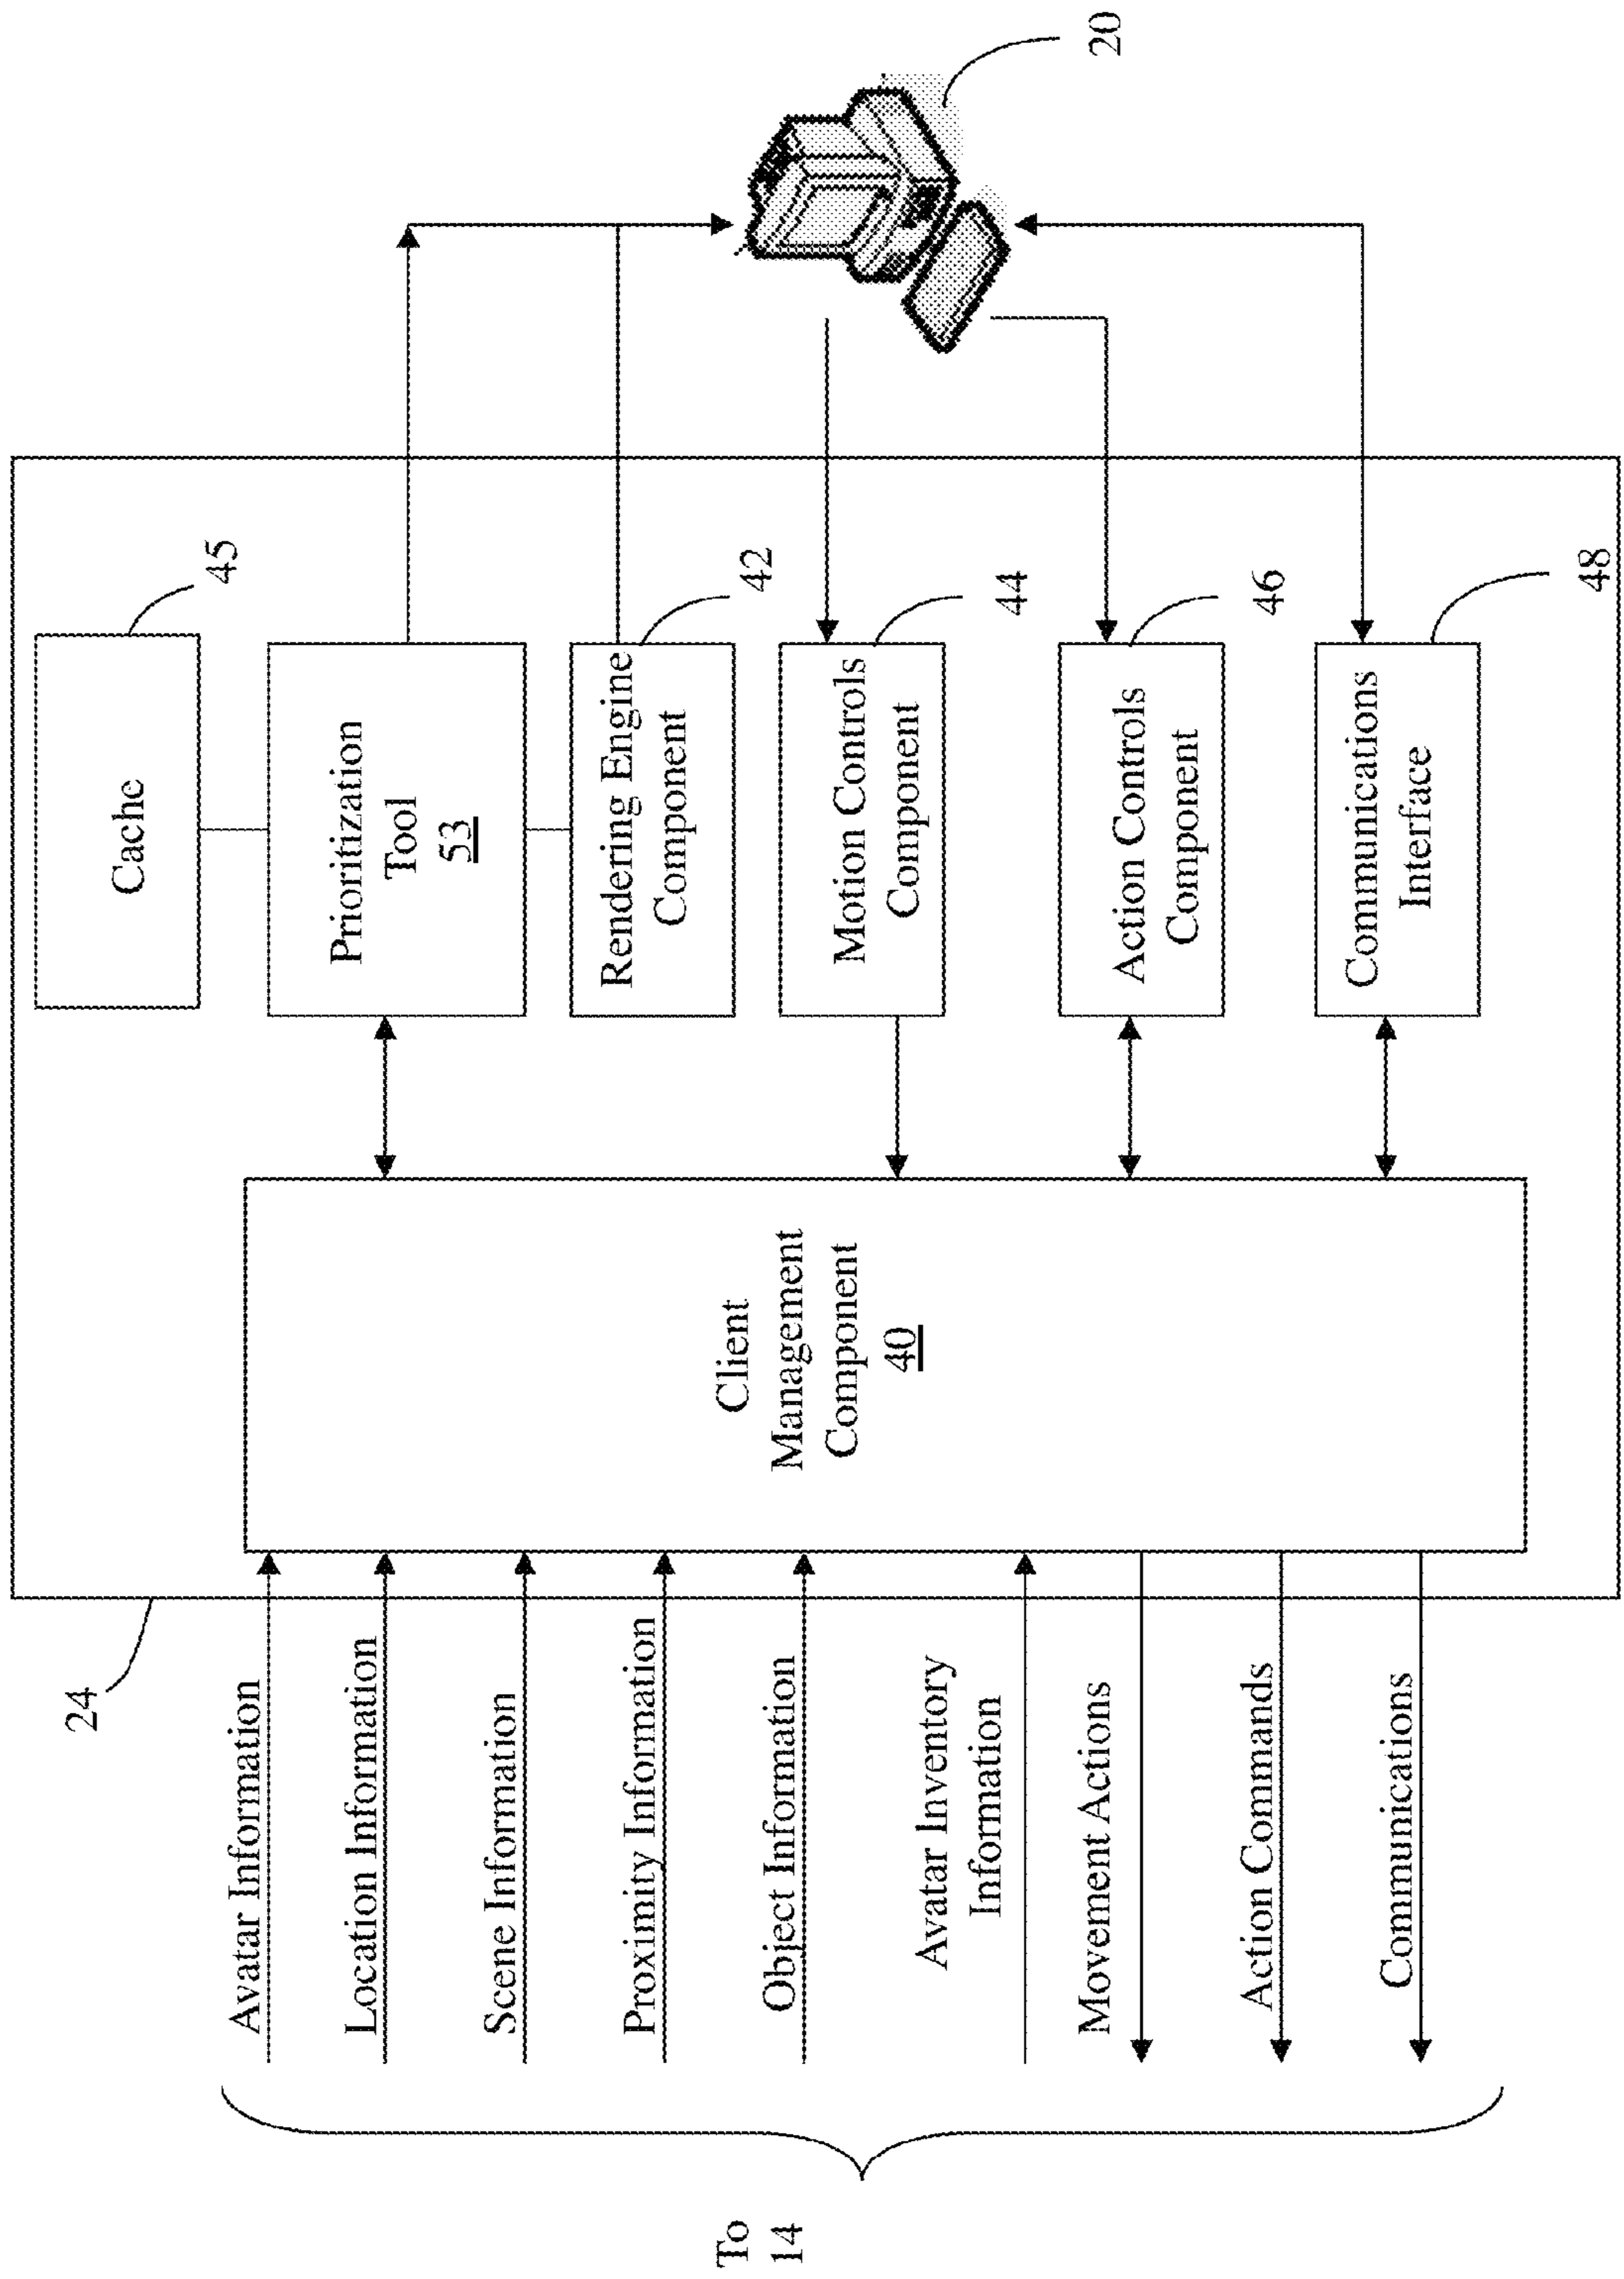 24
Avatar Information
Location Information
Scene Information
Proximity Information
Object Information
Avatar Inventory
Information
Movement Actions
Action Commands
Communications
To
14
Client
Management
Component
40
Cache
45
Prioritization
Tool
53
Rendering Engine
Component
42
Motion Controls
Component
44
Action Controls
Component
46
Communications
Interface
48
20